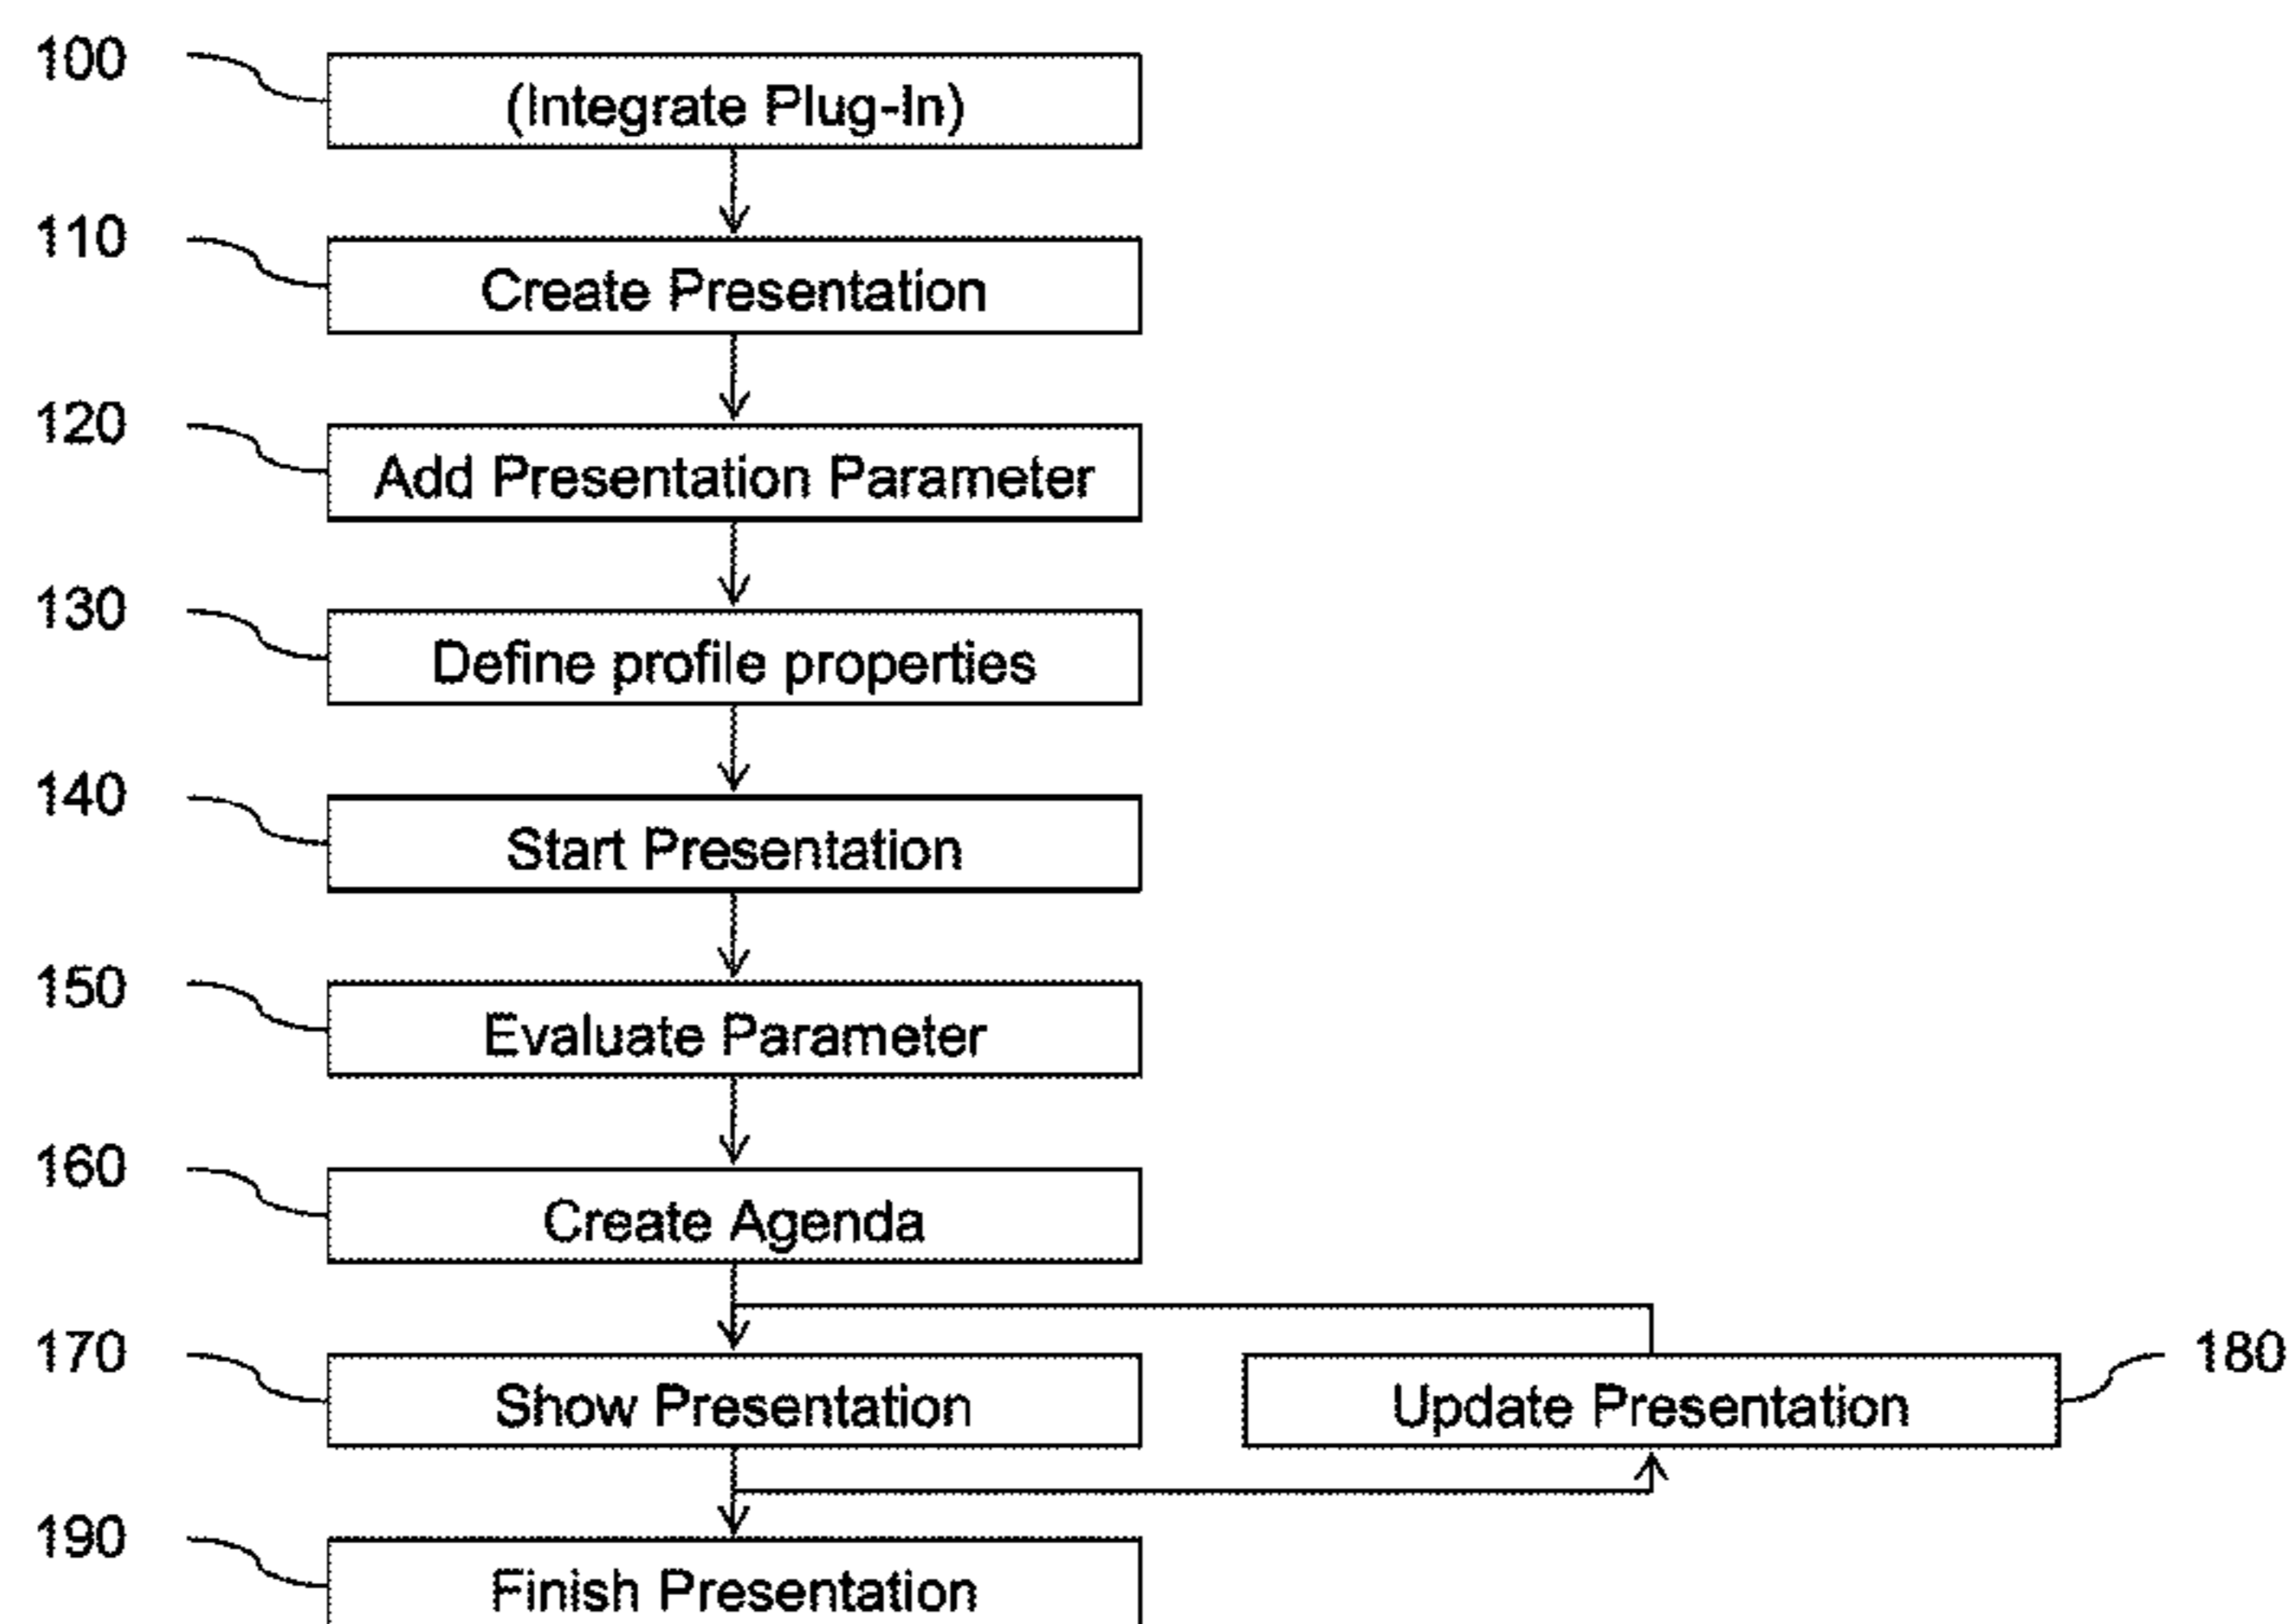 100
(Integrate Plug-In)
110
Create Presentation
120
Add Presentation Parameter
130
Define profile properties
140
Start Presentation
150
Evaluate Parameter
160
Create Agenda
170
Show Presentation
Update Presentation
180
190
Finish Presentation